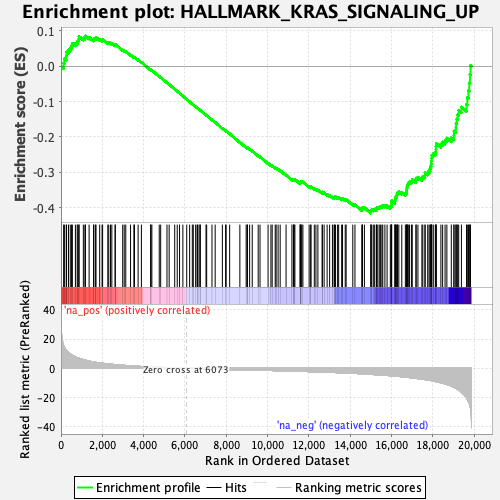 Enrichment plot: HALLMARK_KRAS_SIGNALING_UP
Enrichment score (ES)
0.1
0.0
-0.1
-0.2
-0.3
-0.4
'na_pos' (positively correlated)
Ranked list metric (PreRanked)
40
20
0
-20
-40
Zero cross at 6073
'na_neg' (negatively correlated)
0
2,000
4,000
6,000
8,000
10,000
12,000
14,000
16,000
18,000
20,000
Rank in Ordered Dataset
Enrichment profile
Hits
Ranking metric scores